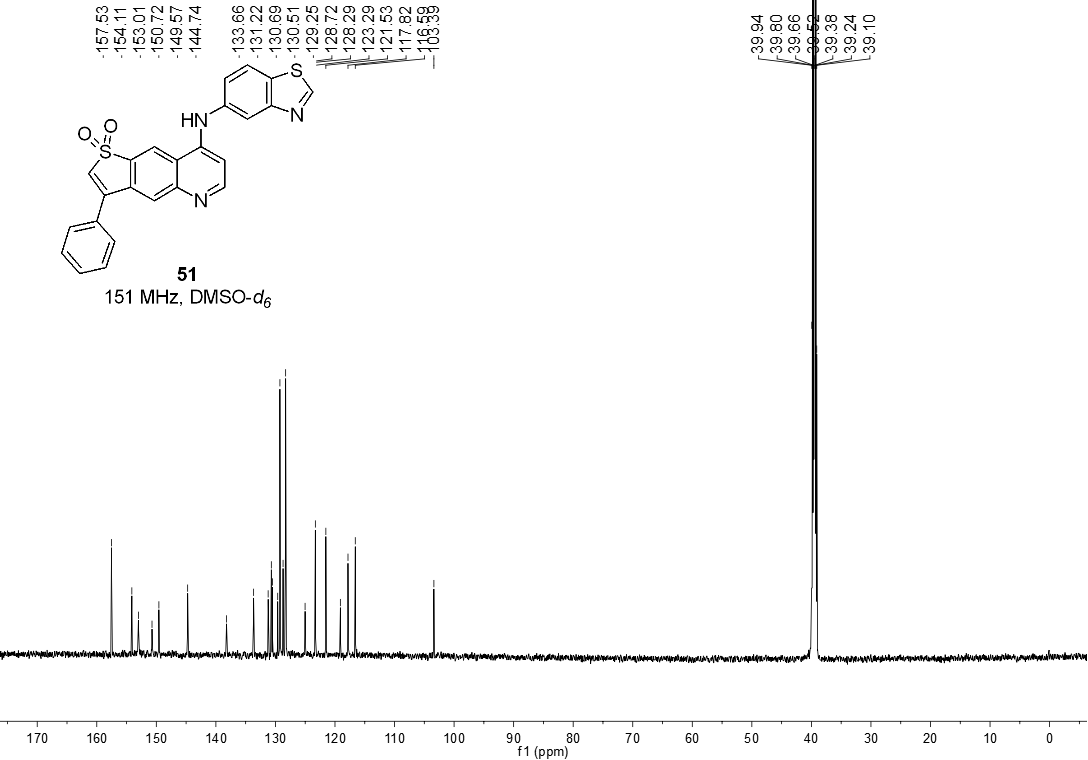 -157.53
-154.11
-153.01
-150.72
-149.57
-144.74
-133.66
-131.22
-130.69
-130.51
-129.25
-128.72
-128.29
-123.29
-121.53
-117.82
-116.59
-103.39
39.94
39.80
39.66
39.52
39.38
39.24
39.10
S
HN
N
O
O
S
N
51
151 MHz, DMSO-d6
170 160 150 140 130 120 110 100 90 80 70 60 50 40 30 20 10 0
f1 (ppm)